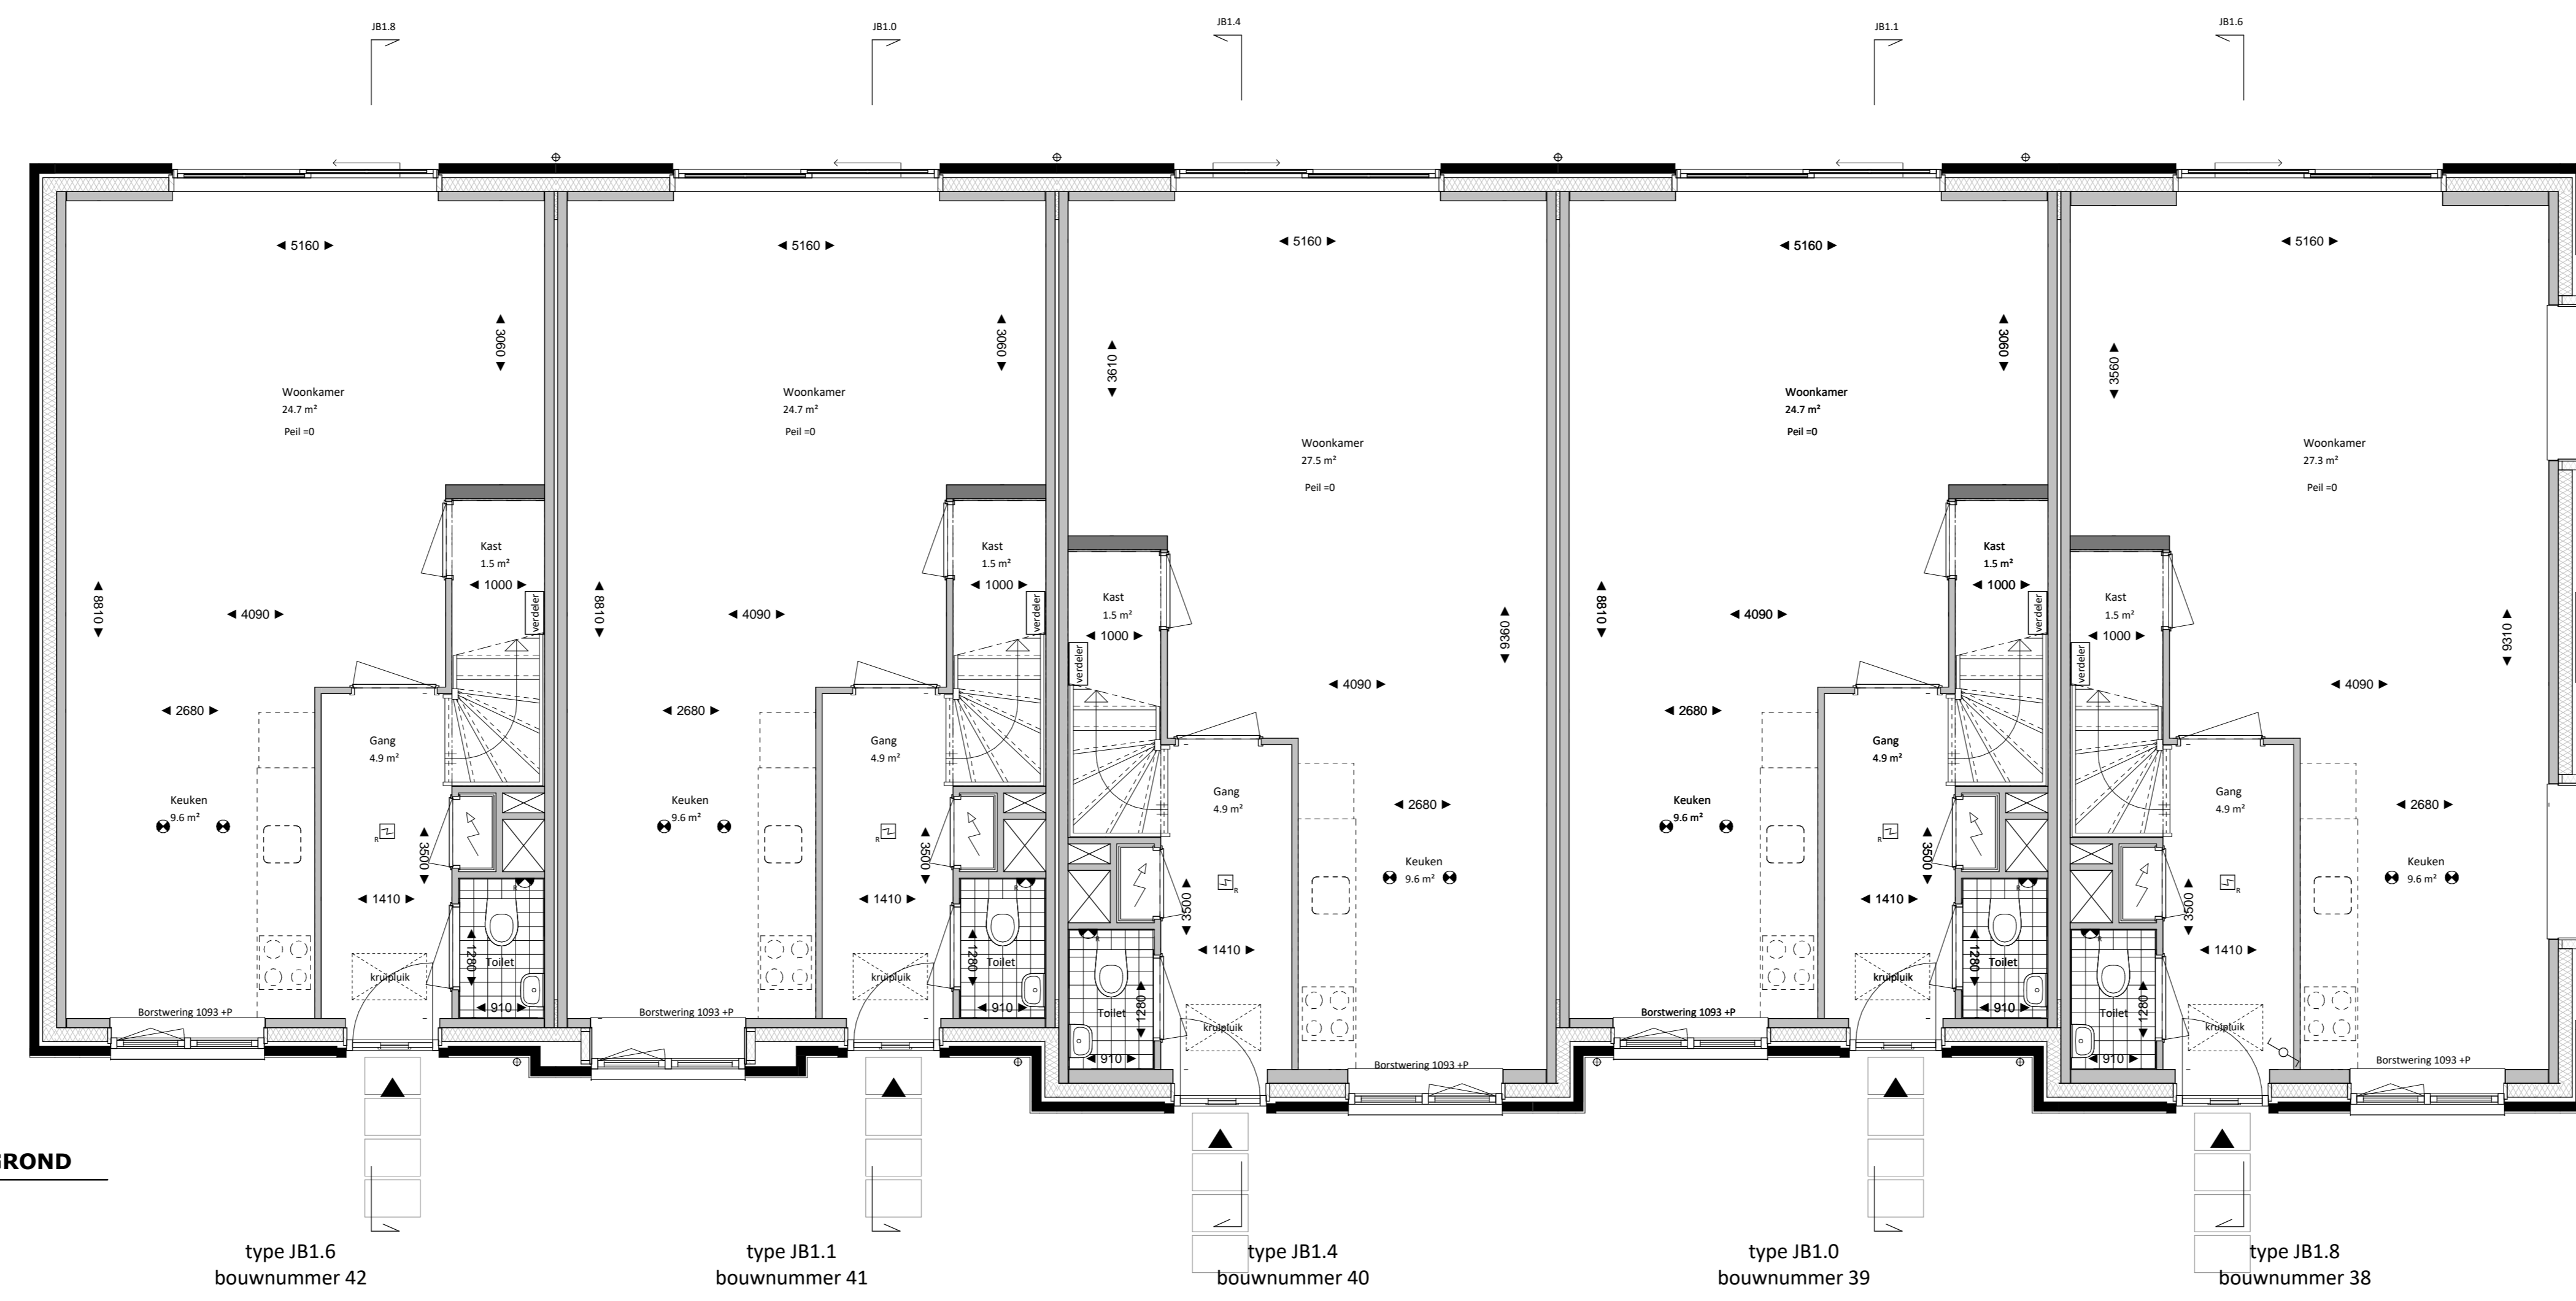 JB1.8
JB1.0
JB1.4
JB1.1
JB1.6
5160
3060
Woonkamer
24.7 m²
Peil =0
Kast
1.5 m²
1000
verdeler
8810
4090
2680
Gang
4.9 m²
Keuken
9.6 m²
R
3500
1410
R
1280
Toilet
kruipluik
910
Borstwering 1093 +P
5160
3060
Woonkamer
24.7 m²
Peil =0
Kast
1.5 m²
1000
verdeler
8810
4090
2680
Gang
4.9 m²
Keuken
9.6 m²
R
3500
1410
R
1280
Toilet
kruipluik
910
Borstwering 1093 +P
5160
3610
Woonkamer
27.5 m²
Peil =0
Kast
1.5 m²
1000
verdeler
9360
4090
Gang
4.9 m²
2680
Keuken
9.6 m²
R
3500
1410
R
Toilet
1280
kruipluik
910
Borstwering 1093 +P
5160
3060
Woonkamer
24.7 m²
Peil =0
Kast
1.5 m²
1000
verdeler
8810
4090
2680
Gang
4.9 m²
Keuken
9.6 m²
R
3500
1410
R
1280
Toilet
kruipluik
910
Borstwering 1093 +P
5160
3560
Woonkamer
27.3 m²
Peil =0
Kast
1.5 m²
1000
verdeler
9310
4090
Gang
4.9 m²
2680
Keuken
9.6 m²
R
3500
1410
R
Toilet
1280
kruipluik
910
Borstwering 1093 +P
GROND
type JB1.6
bouwnummer 42
type JB1.1
bouwnummer 41
type JB1.4
bouwnummer 40
type JB1.0
bouwnummer 39
type JB1.8
bouwnummer 38